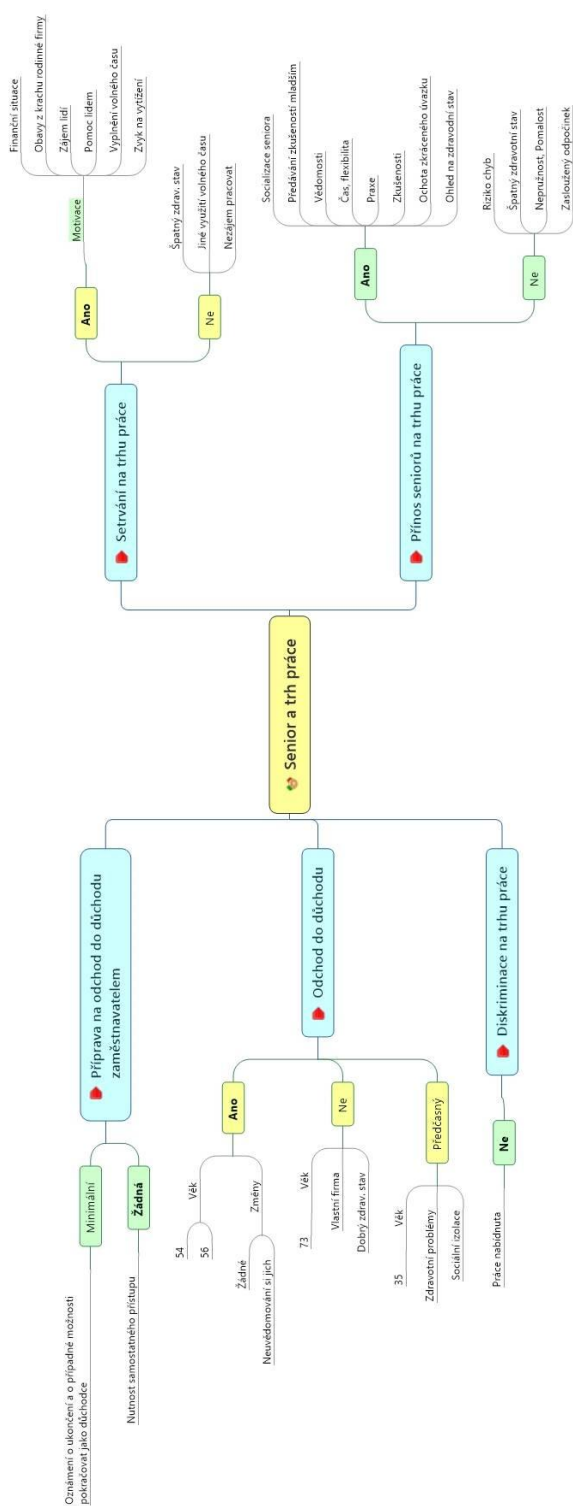 Senior a trh práce
Příprava na odchod do důchodu
zaměstnavatelem
Minimální
Oznámení o ukončení a o případné možnosti
pokračovat jako důchodce
Žádná
Nutnost samostatného přístupu
Odchod do důchodu
Ano
Věk
54
56
Změny
Žádné
Neuvědomování si jich
Ne
Věk
73
Vlastní firma
Dobrý zdrav. stav
Předčasný
Věk
35
Zdravotní problémy
Sociální izolace
Diskriminace na trhu práce
Ne
Práce nabídnuta
Setrvání na trhu práce
Ano
Motivace
Finanční situace
Obavy z krachu rodinné firmy
Zájem lidí
Pomoc lidem
Vyplnění volného času
Zvyk na vytížení
Ne
Špatný zdrav. stav
Jiné využití volného času
Nezájem pracovat
Přínos seniorů na trhu práce
Ano
Socializace seniora
Předávání zkušeností mladším
Vědomosti
Čas, flexibilita
Praxe
Zkušenosti
Ochota zkráceného úvazku
Ohled na zdravodní stav
Ne
Riziko chyb
Špatný zdravotní stav
Nepružnost, Pomalost
Zasloužený odpočinek